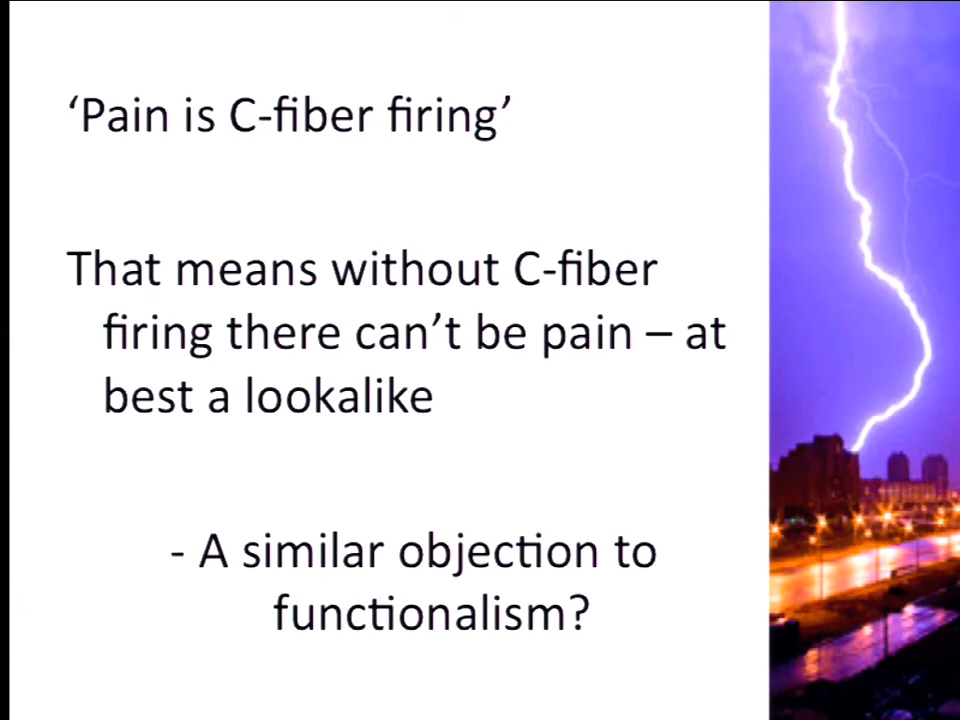 ‘Pain is C-fiber firing’
That means without C-fiber
firing there can’t be pain – at
best a lookalike
- A similar objection to
functionalism?